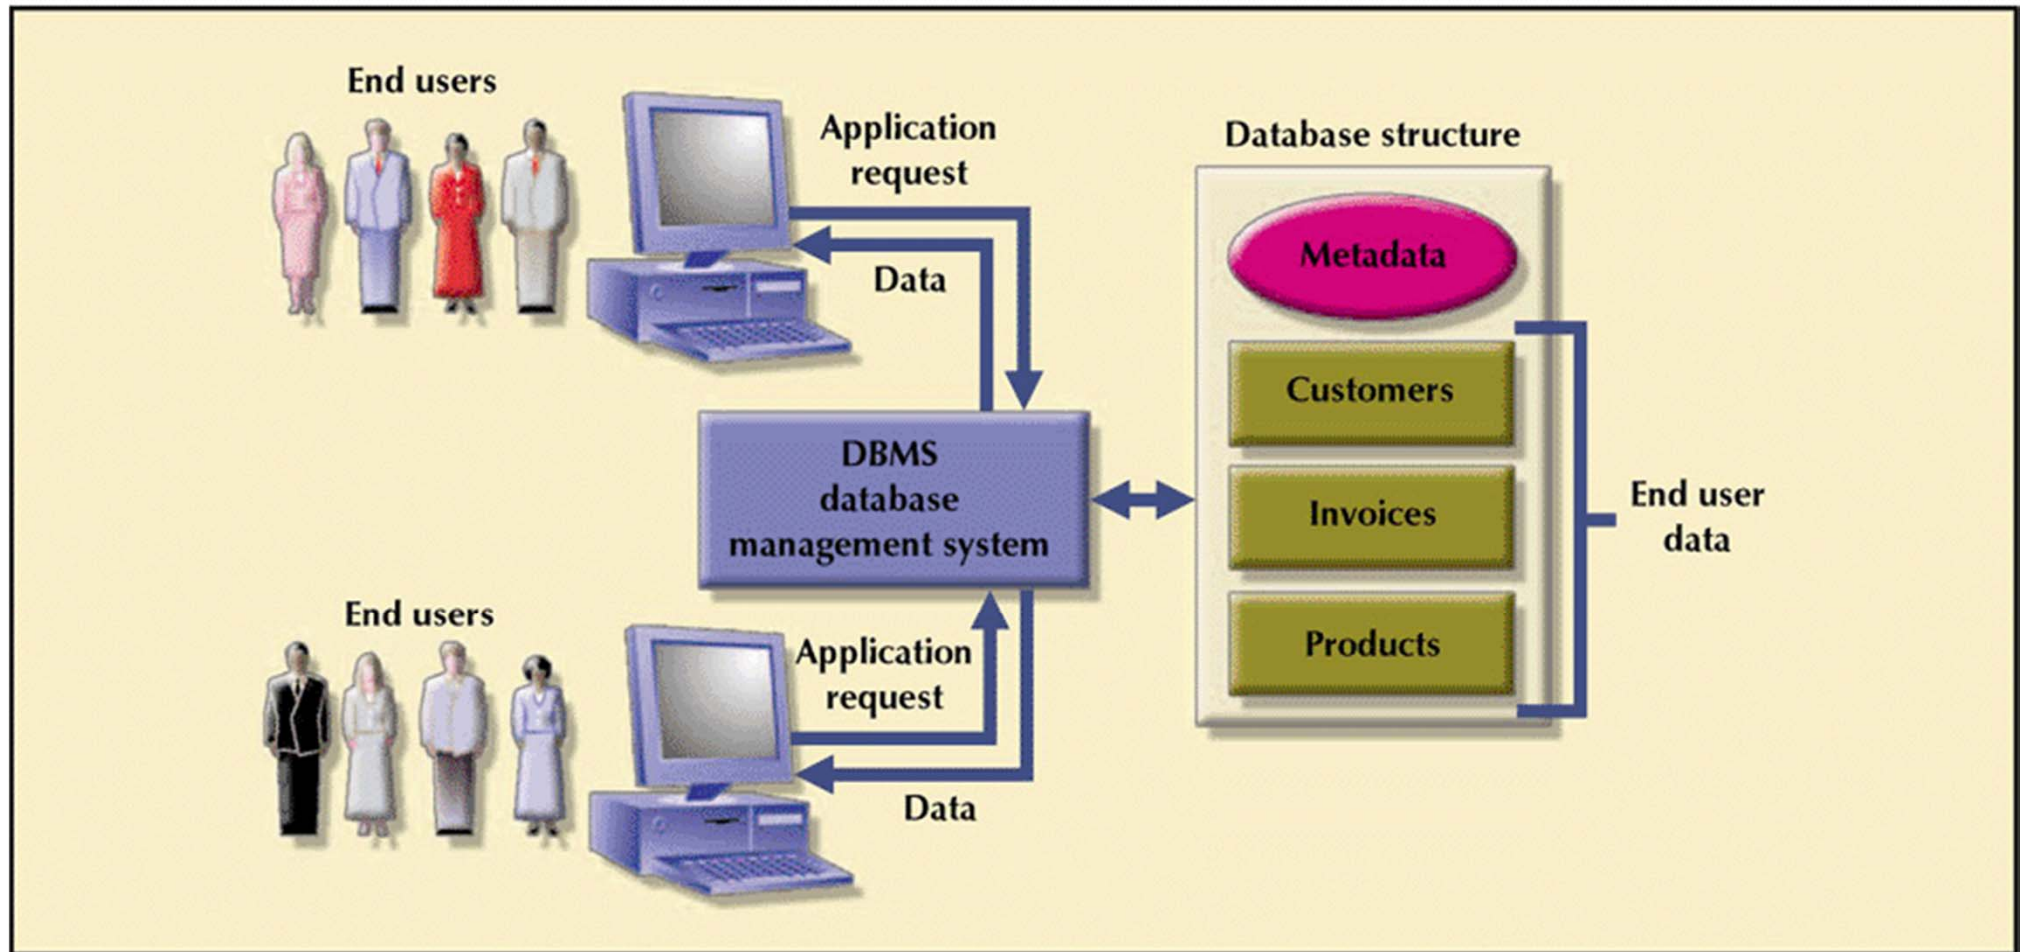 End users
Application
request
Data
Database structure
Metadata
Customers
Invoices
Products
End user
data
DBMS
database
management system
End users
Application
request
Data